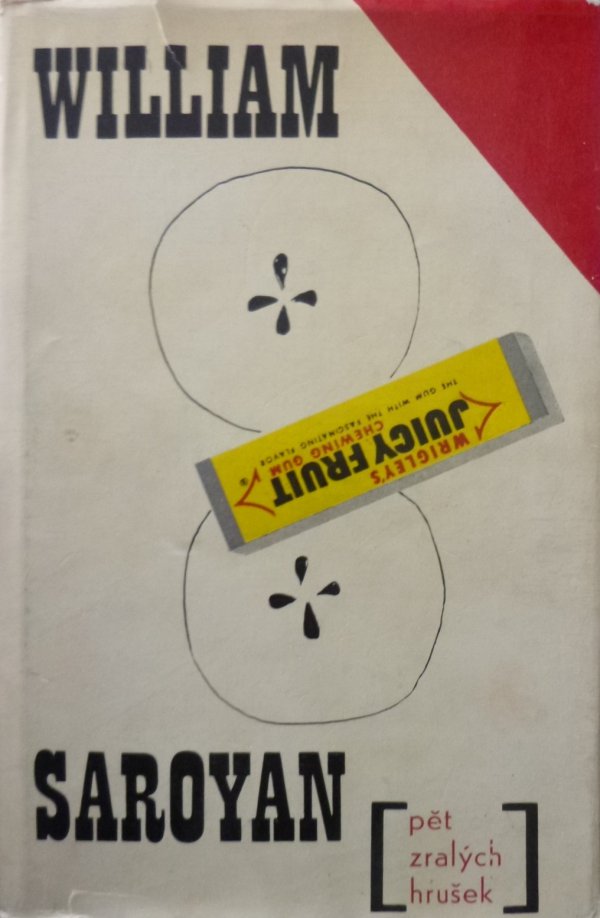 WILLIAM
WRIGLEY'S
JUICY FRUIT
CHEWING GUM
THE GUM WITH THE FASCINATING FLAVOR
®
SAROYAN
pět
zralých
hrušek